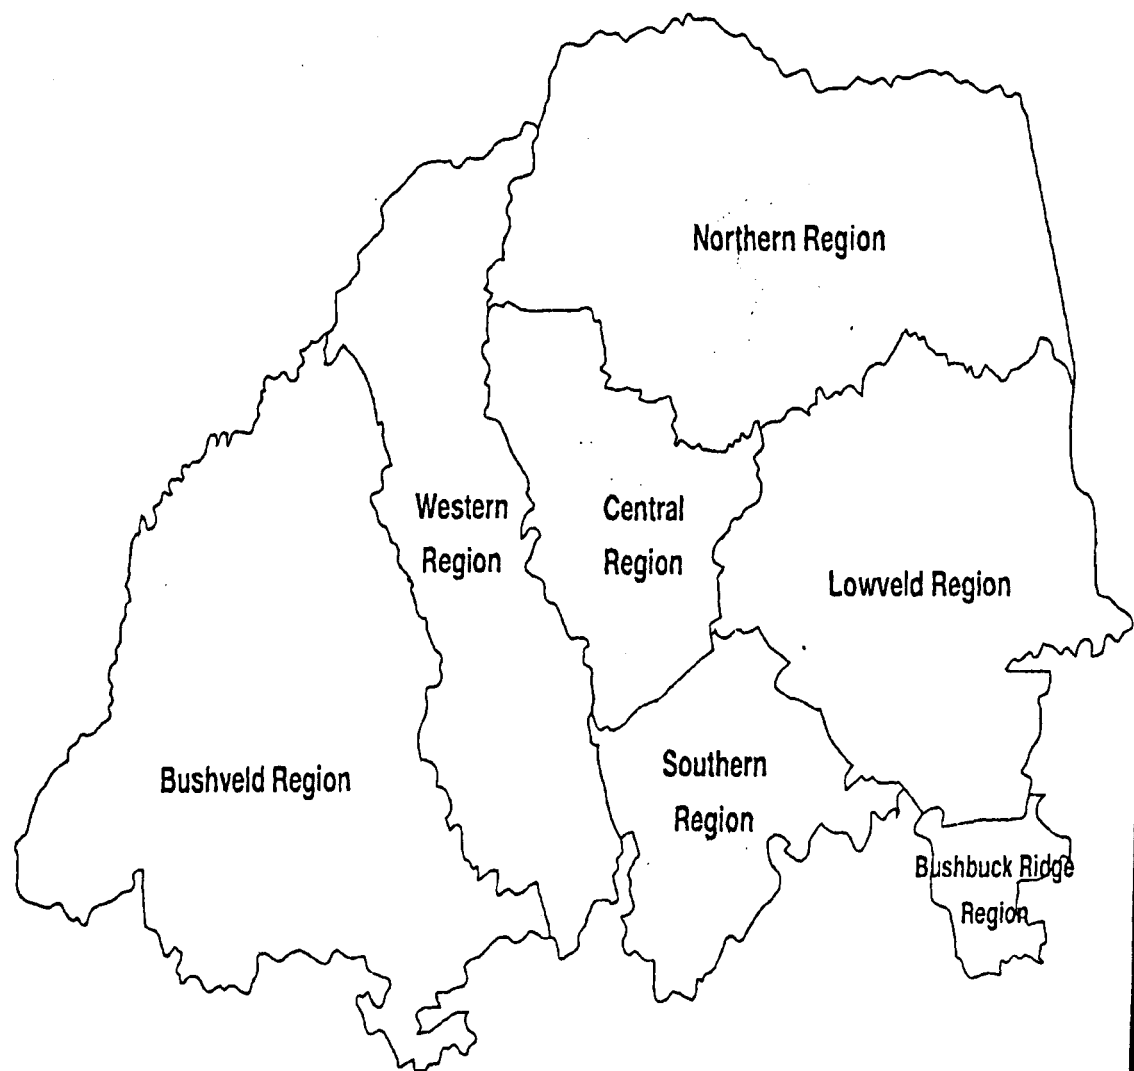 Northern Region
Western
Region
Central
Region
Lowveld Region
Bushveld Region
Southern
Region
Bushbuck Ridge
Region